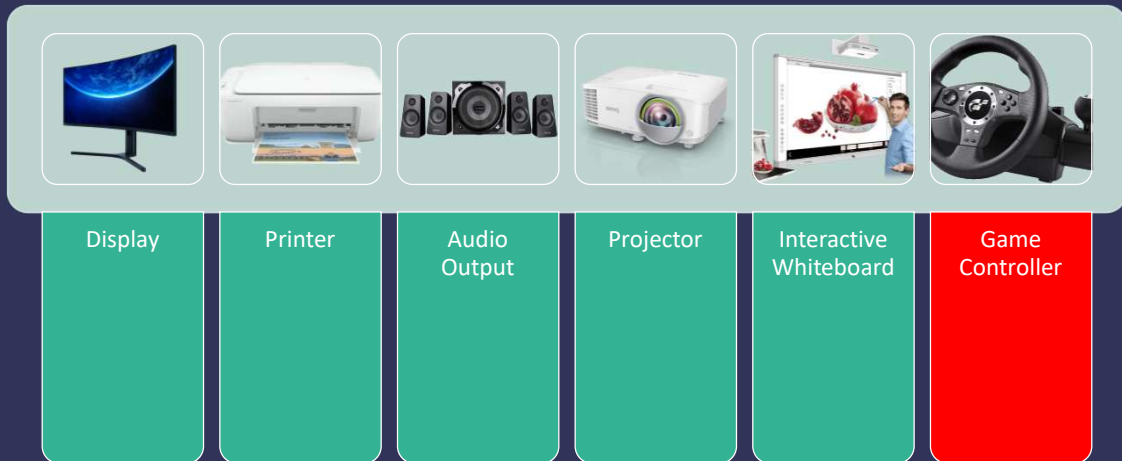 Display
Printer
Audio
Output
Projector
Interactive
Whiteboard
Game
Controller